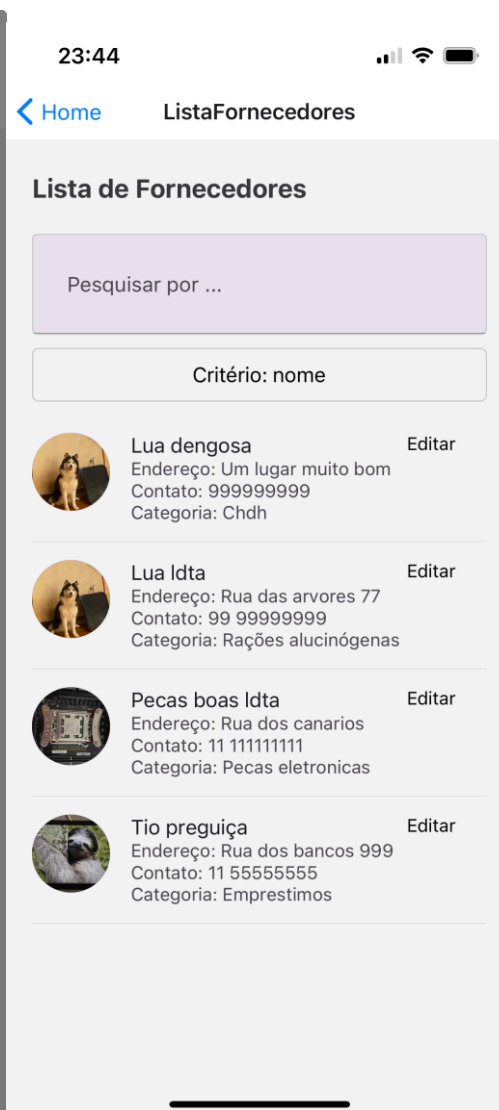 23:44
Home ListaFornecedores
Lista de Fornecedores
Pesquisar por ...
Critério: nome
Lua dengosa Editar
Endereço: Um lugar muito bom
Contato: 999999999
Categoria: Chdh
Lua ldta Editar
Endereço: Rua das arvores 77
Contato: 99 99999999
Categoria: Rações alucinógenas
Pecas boas ldta Editar
Endereço: Rua dos canarios
Contato: 11 111111111
Categoria: Pecas eletronicas
Tio preguiça Editar
Endereço: Rua dos bancos 999
Contato: 11 55555555
Categoria: Emprestimos